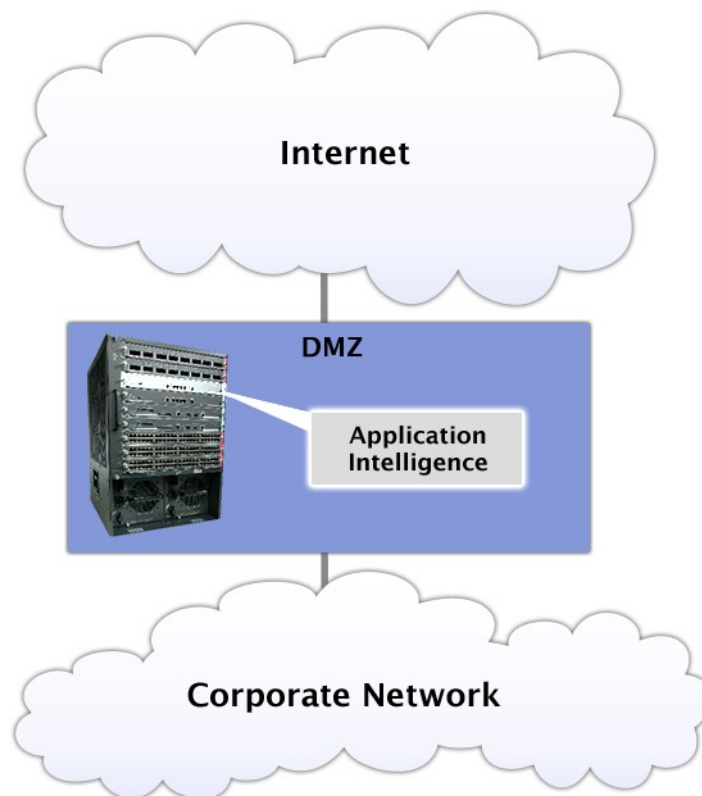 Internet
DMZ
Application
Intelligence
Corporate Network